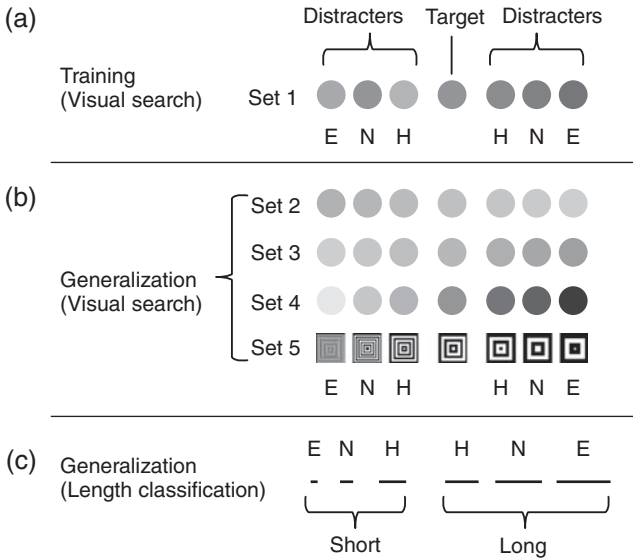 (a)
Distracters Target Distracters
Training
(Visual search)
Set 1
E N H H N E
(b)
Set 2
Set 3
Generalization
(Visual search)
Set 4
Set 5
E N H H N E
(c)
E N H H N E
Generalization
(Length classification)
Short Long